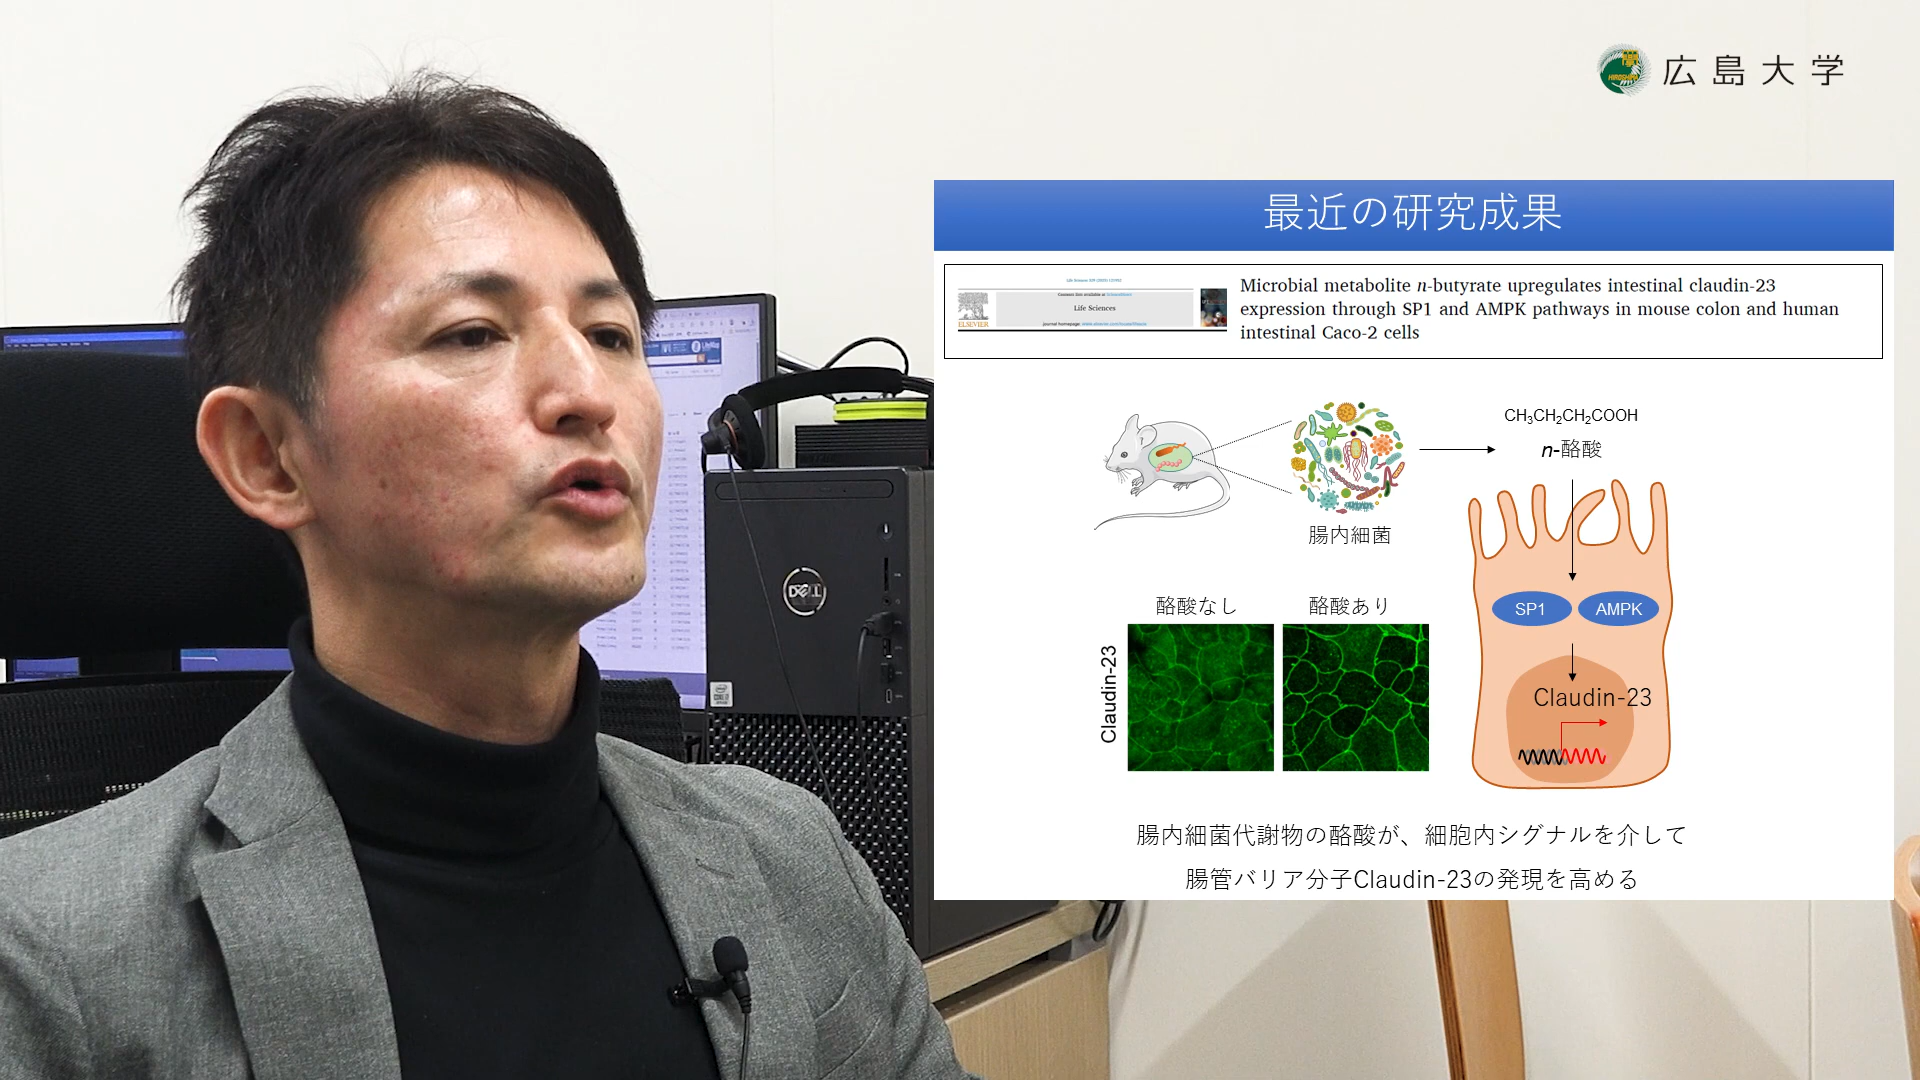 広島大学
最近の研究成果
Life Sciences
ELSEVIER
Microbial metabolite n-butyrate upregulates intestinal claudin-23
expression through SP1 and AMPK pathways in mouse colon and human
intestinal Caco-2 cells
CH₃CH₂CH₂COOH
n-酪酸
腸内細菌
酪酸なし
酪酸あり
Claudin-23
SP1
AMPK
Claudin-23
腸内細菌代謝物の酪酸が、細胞内シグナルを介して
腸管バリア分子Claudin-23の発現を高める
DELL